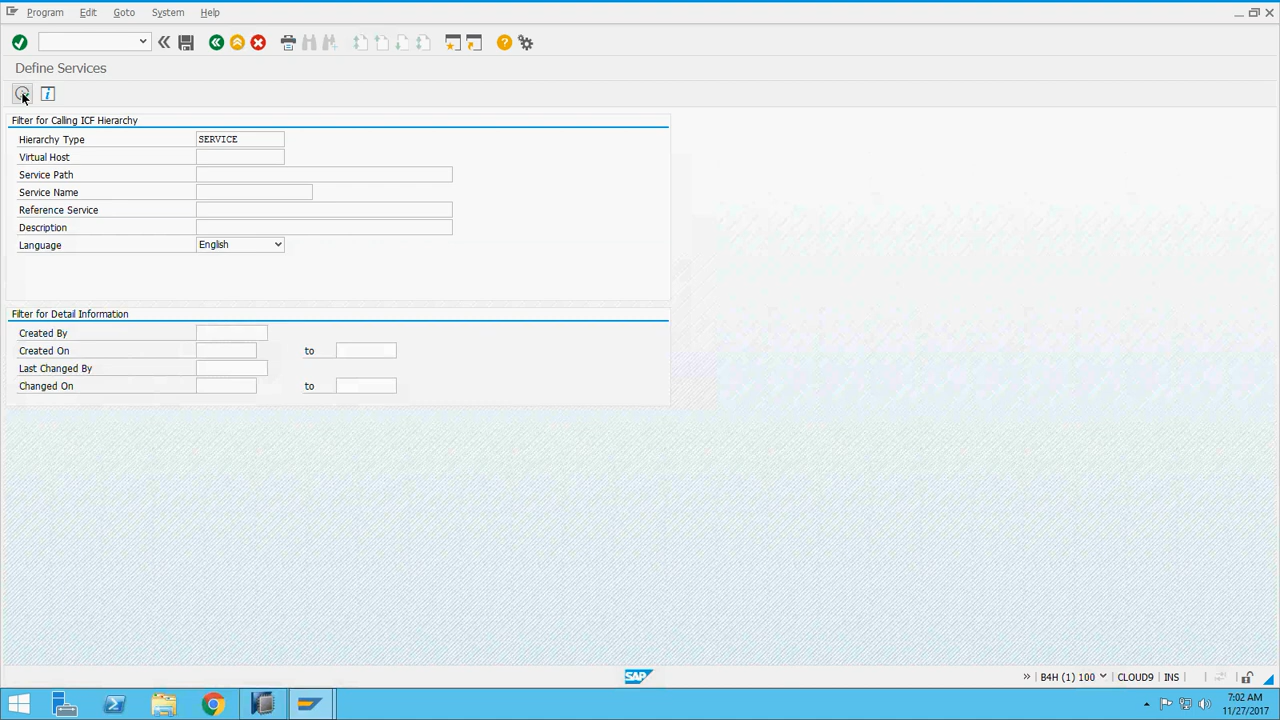 Program Edit Goto System Help
Define Services
Filter for Calling ICF Hierarchy
Hierarchy Type SERVICE
Virtual Host
Service Path
Service Name
Reference Service
Description
Language English
Filter for Detail Information
Created By
Created On to
Last Changed By
Changed On to
SAP
B4H (1) 100 CLOUD9 INS
7:02 AM
11/27/2017